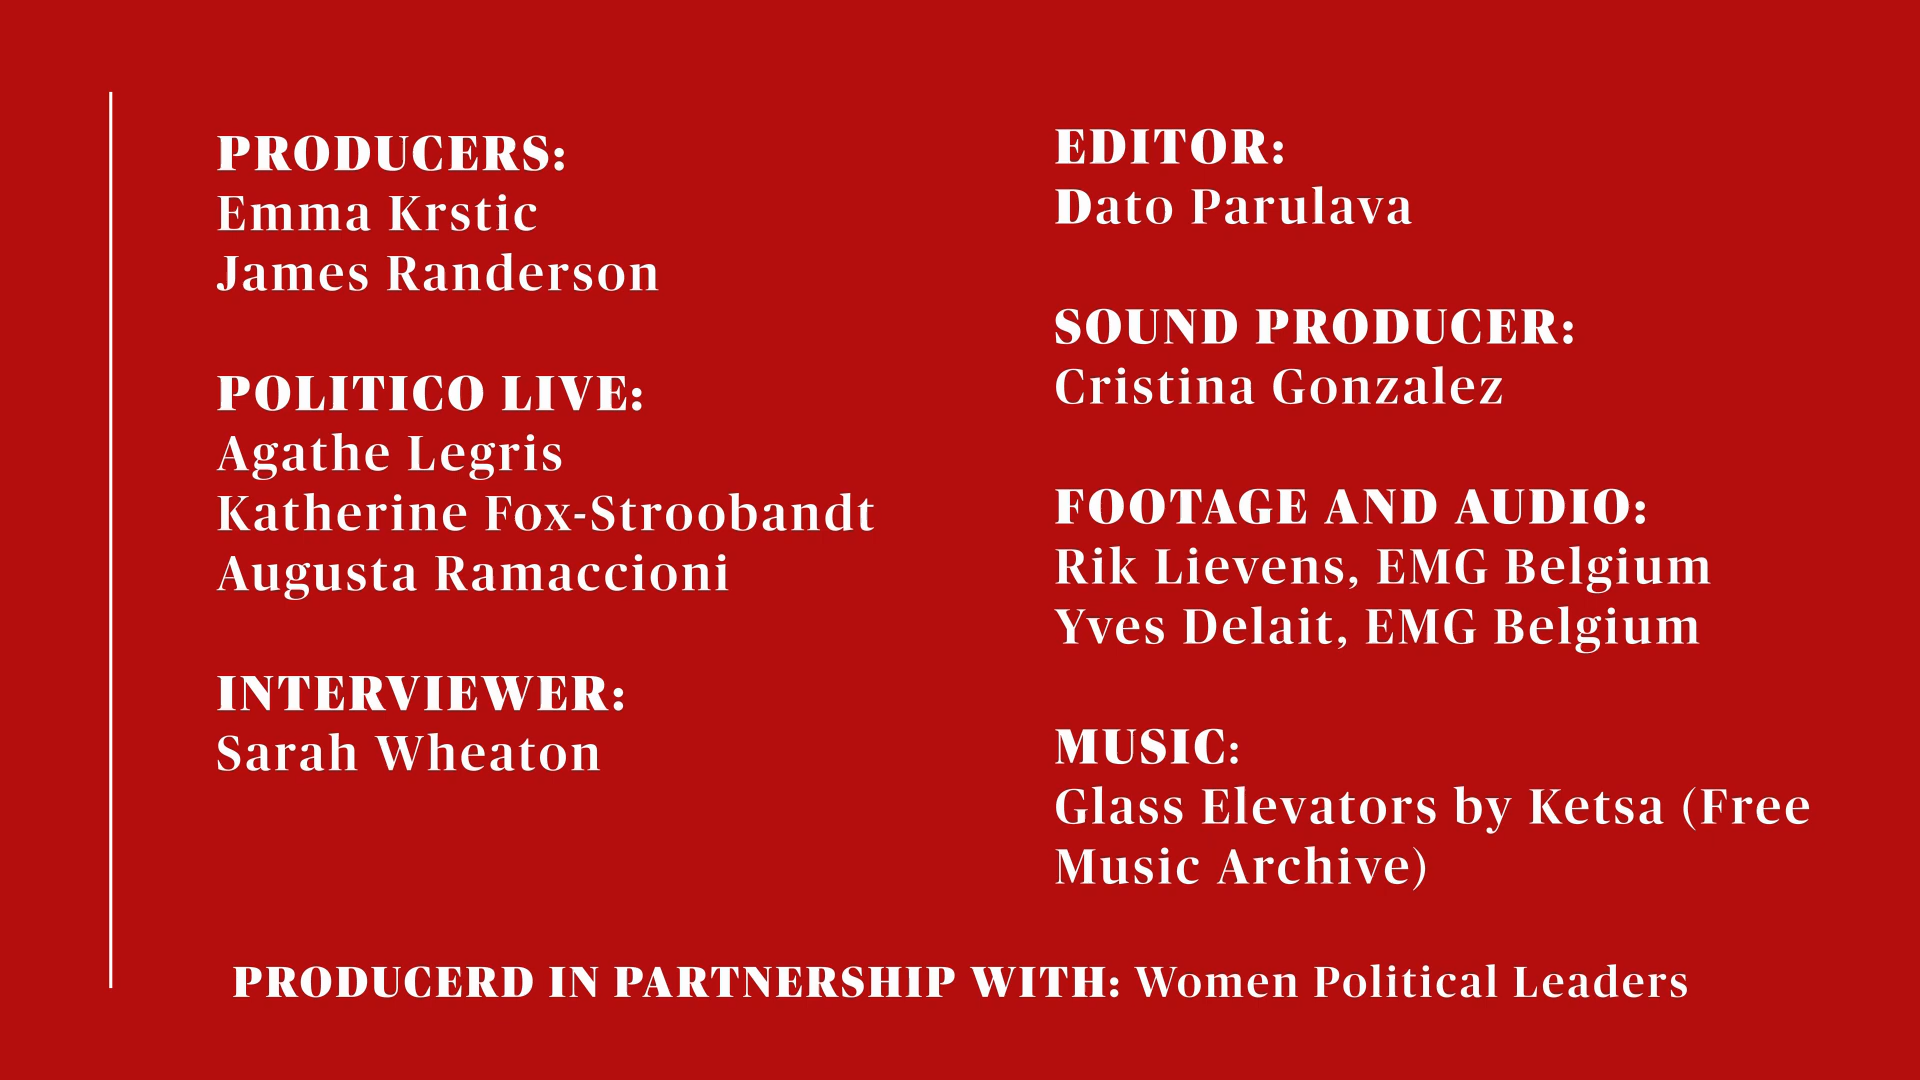 PRODUCERS:
Emma Krstic
James Randerson
POLITICO LIVE:
Agathe Legris
Katherine Fox-Stroobandt
Augusta Ramaccioni
INTERVIEWER:
Sarah Wheaton
EDITOR:
Dato Parulava
SOUND PRODUCER:
Cristina Gonzalez
FOOTAGE AND AUDIO:
Rik Lievens, EMG Belgium
Yves Delait, EMG Belgium
MUSIC:
Glass Elevators by Ketsa (Free
Music Archive)
PRODUCERD IN PARTNERSHIP WITH: Women Political Leaders